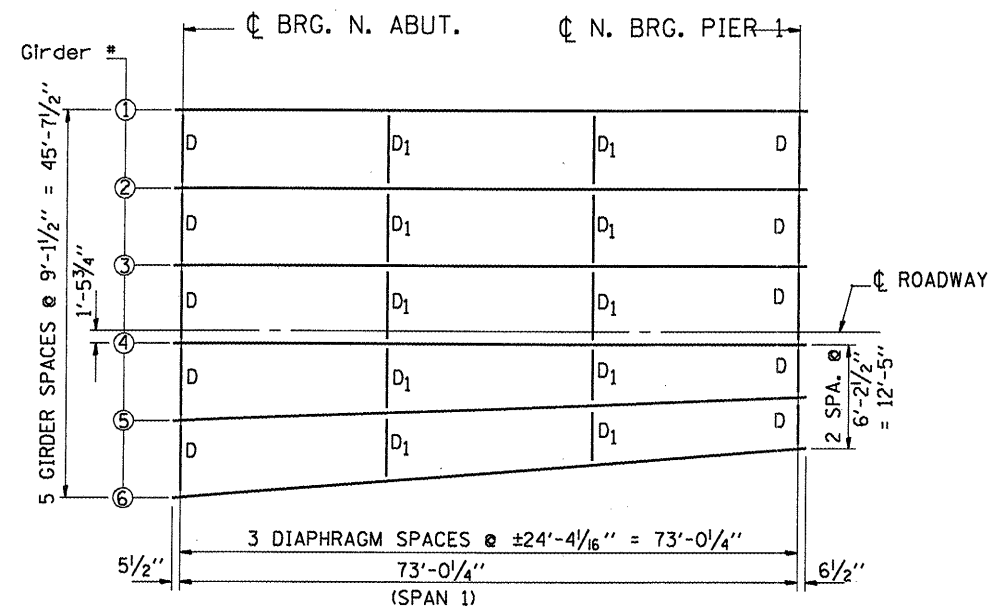 ℄ BRG. N. ABUT.
℄ N. BRG. PIER 1
Girder #
1
2
3
4
5
6
5 GIRDER SPACES @ 9'-1½" = 45'-7½"
1'-5¾"
D D₁ D₁ D
D D₁ D₁ D
D D₁ D₁ D
D D₁ D₁ D
D D₁ D₁ D
℄ ROADWAY
2 SPA. @
6'-2½"
= 12'-5"
3 DIAPHRAGM SPACES @ ±24'-4¹⁄₁₆" = 73'-0¼"
5½"
73'-0¼"
6½"
(SPAN 1)